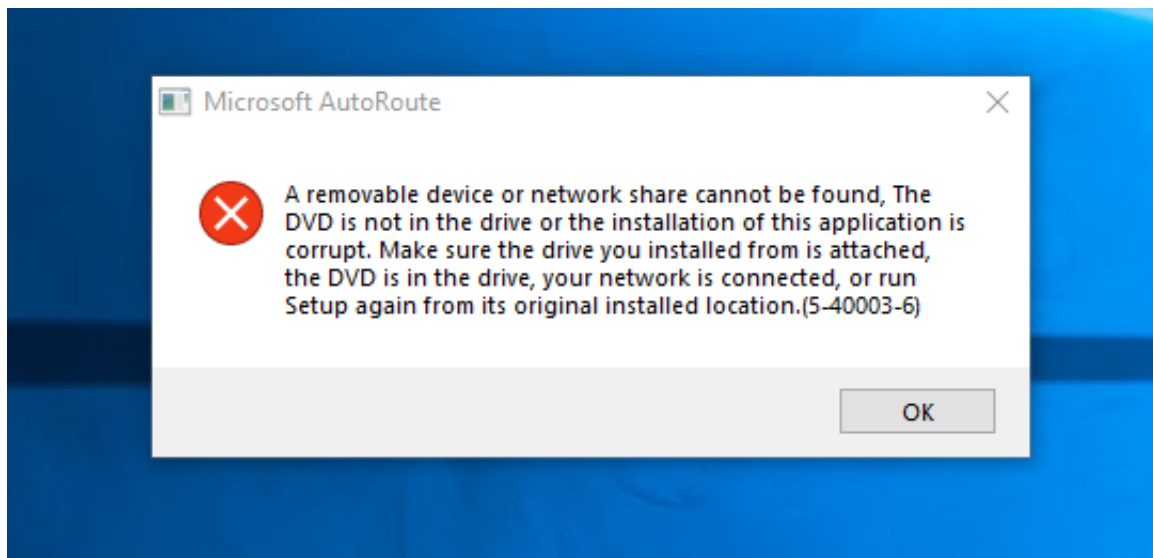 Microsoft AutoRoute
A removable device or network share cannot be found, The
DVD is not in the drive or the installation of this application is
corrupt. Make sure the drive you installed from is attached,
the DVD is in the drive, your network is connected, or run
Setup again from its original installed location.(5-40003-6)
OK